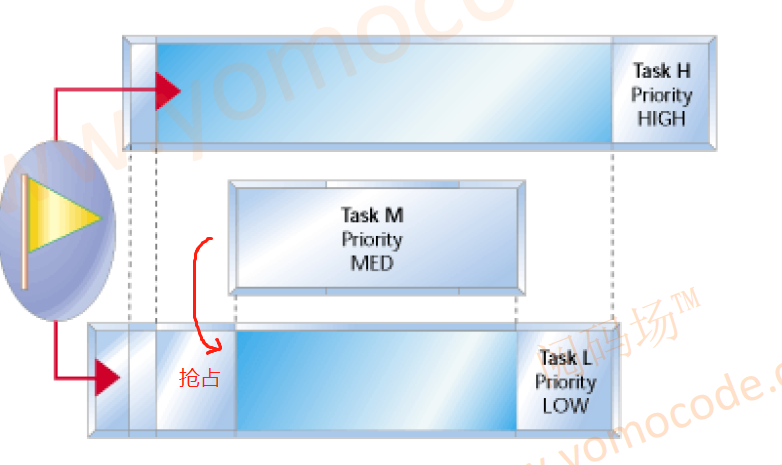 www.yomocode.com
Task H
Priority
HIGH
Task M
Priority
MED
抢占
阅码场™
Task L
Priority
LOW
www.yomocode.c